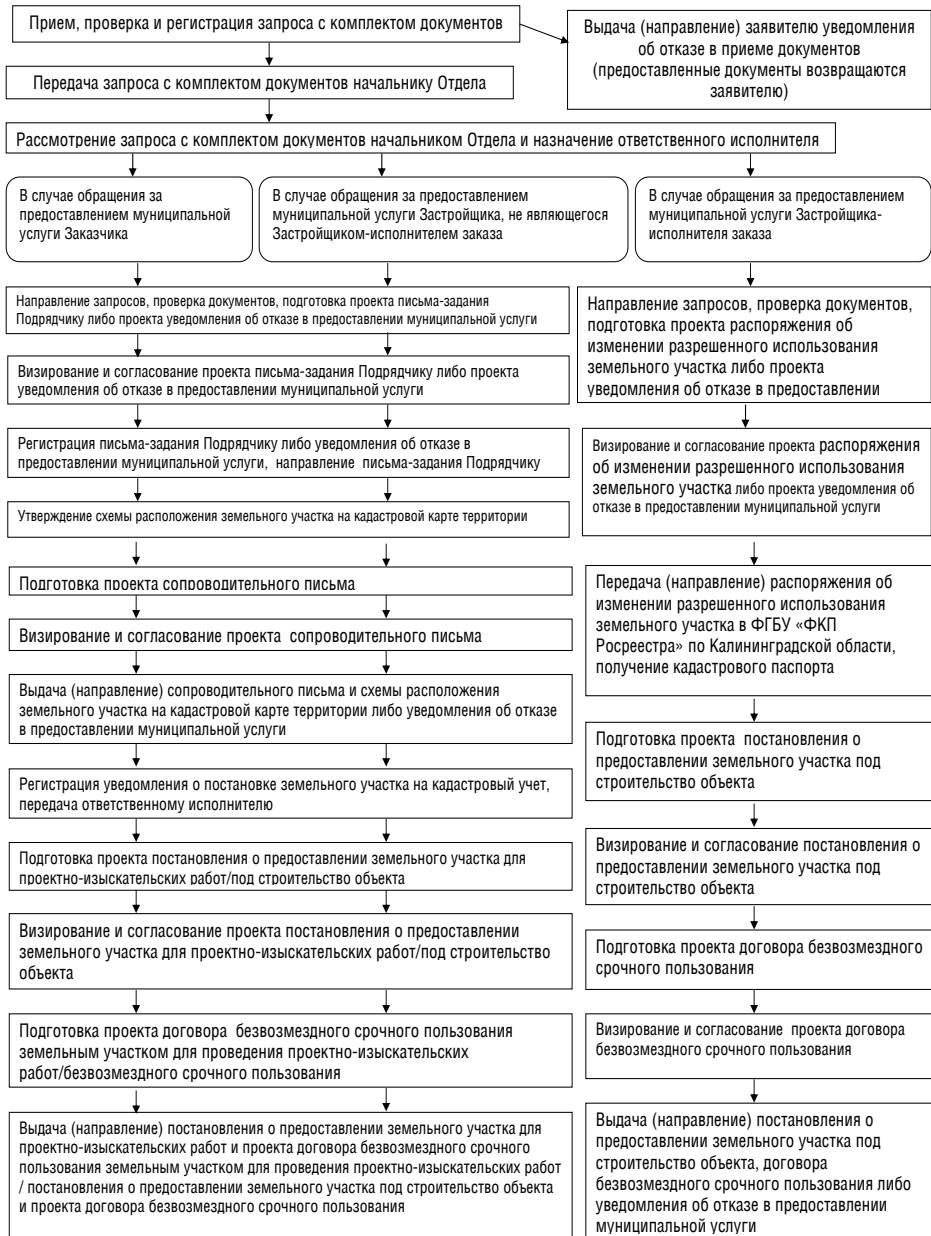 Прием, проверка и регистрация запроса с комплектом документов
Выдача (направление) заявителю уведомления
об отказе в приеме документов
(предоставленные документы возвращаются
заявителю)
Передача запроса с комплектом документов начальнику Отдела
Рассмотрение запроса с комплектом документов начальником Отдела и назначение ответственного исполнителя
В случае обращения за
предоставлением муниципальной
услуги Заказчика
В случае обращения за предоставлением
муниципальной услуги Застройщика, не являющегося
Застройщиком-исполнителем заказа
В случае обращения за предоставлением
муниципальной услуги Застройщика-
исполнителя заказа
Направление запросов, проверка документов, подготовка проекта письма-задания
Подрядчику либо проекта уведомления об отказе в предоставлении муниципальной услуги
Визирование и согласование проекта письма-задания Подрядчику либо проекта
уведомления об отказе в предоставлении муниципальной услуги
Регистрация письма-задания Подрядчику либо уведомления об отказе в
предоставлении муниципальной услуги, направление письма-задания Подрядчику
Утверждение схемы расположения земельного участка на кадастровой карте территории
Подготовка проекта сопроводительного письма
Визирование и согласование проекта сопроводительного письма
Выдача (направление) сопроводительного письма и схемы расположения
земельного участка на кадастровой карте территории либо уведомления об отказе
в предоставлении муниципальной услуги
Регистрация уведомления о постановке земельного участка на кадастровый учет,
передача ответственному исполнителю
Подготовка проекта постановления о предоставлении земельного участка для
проектно-изыскательских работ/под строительство объекта
Визирование и согласование проекта постановления о предоставлении
земельного участка для проектно-изыскательских работ/под строительство
объекта
Подготовка проекта договора безвозмездного срочного пользования
земельным участком для проведения проектно-изыскательских
работ/безвозмездного срочного пользования
Выдача (направление) постановления о предоставлении земельного участка для
проектно-изыскательских работ и проекта договора безвозмездного срочного
пользования земельным участком для проведения проектно-изыскательских работ
/ постановления о предоставлении земельного участка под строительство объекта
и проекта договора безвозмездного срочного пользования
Направление запросов, проверка документов,
подготовка проекта распоряжения об
изменении разрешенного использования
земельного участка либо проекта
уведомления об отказе в предоставлении
Визирование и согласование проекта распоряжения
об изменении разрешенного использования
земельного участка либо проекта уведомления об
отказе в предоставлении муниципальной услуги
Передача (направление) распоряжения об
изменении разрешенного использования
земельного участка в ФГБУ «ФКП
Росреестра» по Калининградской области,
получение кадастрового паспорта
Подготовка проекта постановления о
предоставлении земельного участка под
строительство объекта
Визирование и согласование постановления о
предоставлении земельного участка под
строительство объекта
Подготовка проекта договора безвозмездного
срочного пользования
Визирование и согласование проекта договора
безвозмездного срочного пользования
Выдача (направление) постановления о
предоставлении земельного участка под
строительство объекта, договора
безвозмездного срочного пользования либо
уведомления об отказе в предоставлении
муниципальной услуги